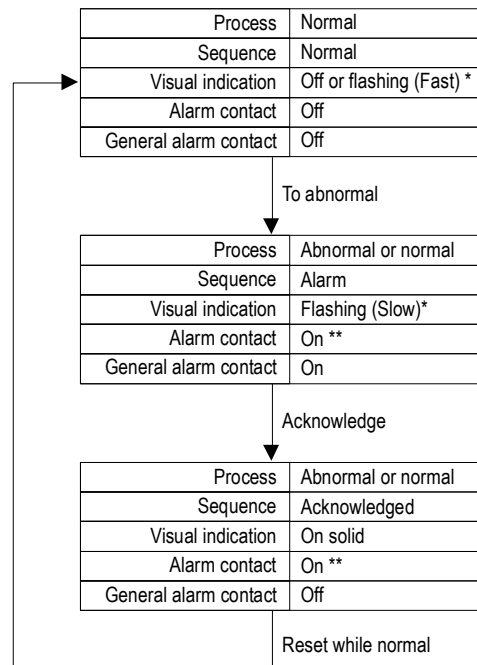 Process Normal
Sequence Normal
Visual indication Off or flashing (Fast) *
Alarm contact Off
General alarm contact Off
To abnormal
Process Abnormal or normal
Sequence Alarm
Visual indication Flashing (Slow)*
Alarm contact On **
General alarm contact On
Acknowledge
Process Abnormal or normal
Sequence Acknowledged
Visual indication On solid
Alarm contact On **
General alarm contact Off
Reset while normal